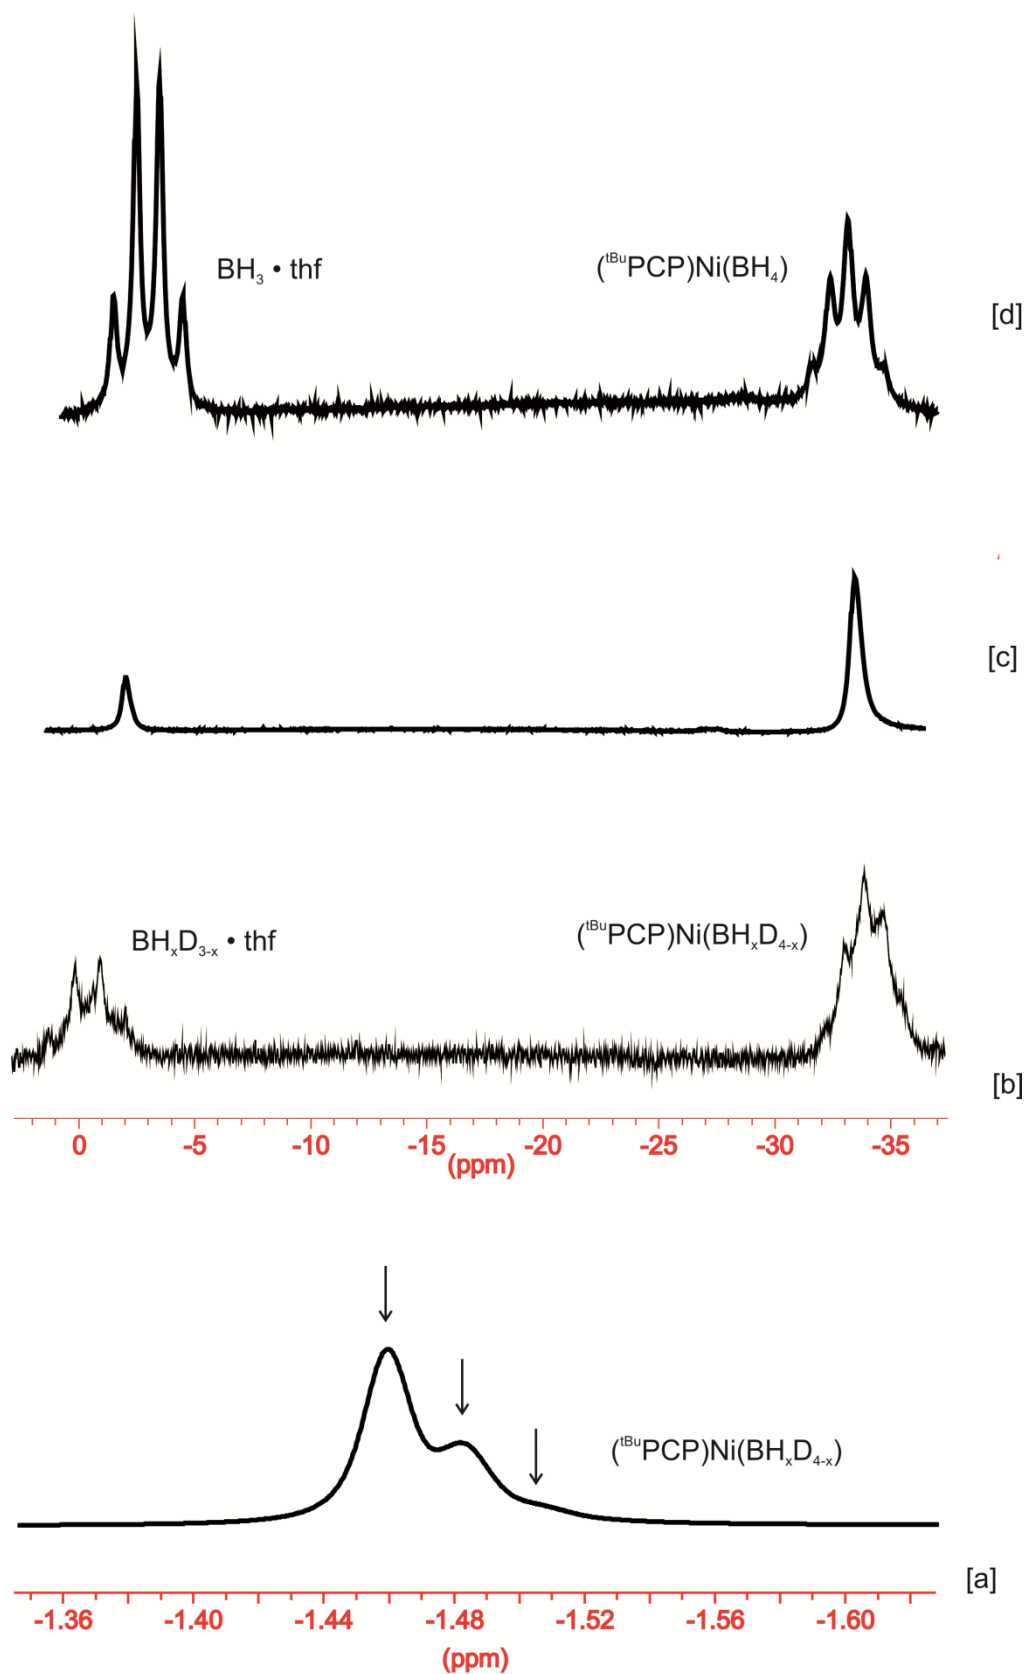 BH₃ • thf
(ᵗᴮᵘPCP)Ni(BH₄)
[d]
[c]
BHₓD₃₋ₓ • thf
(ᵗᴮᵘPCP)Ni(BHₓD₄₋ₓ)
[b]
0 -5 -10 -15 -20 -25 -30 -35
(ppm)
(ᵗᴮᵘPCP)Ni(BHₓD₄₋ₓ)
[a]
-1.36 -1.40 -1.44 -1.48 -1.52 -1.56 -1.60
(ppm)